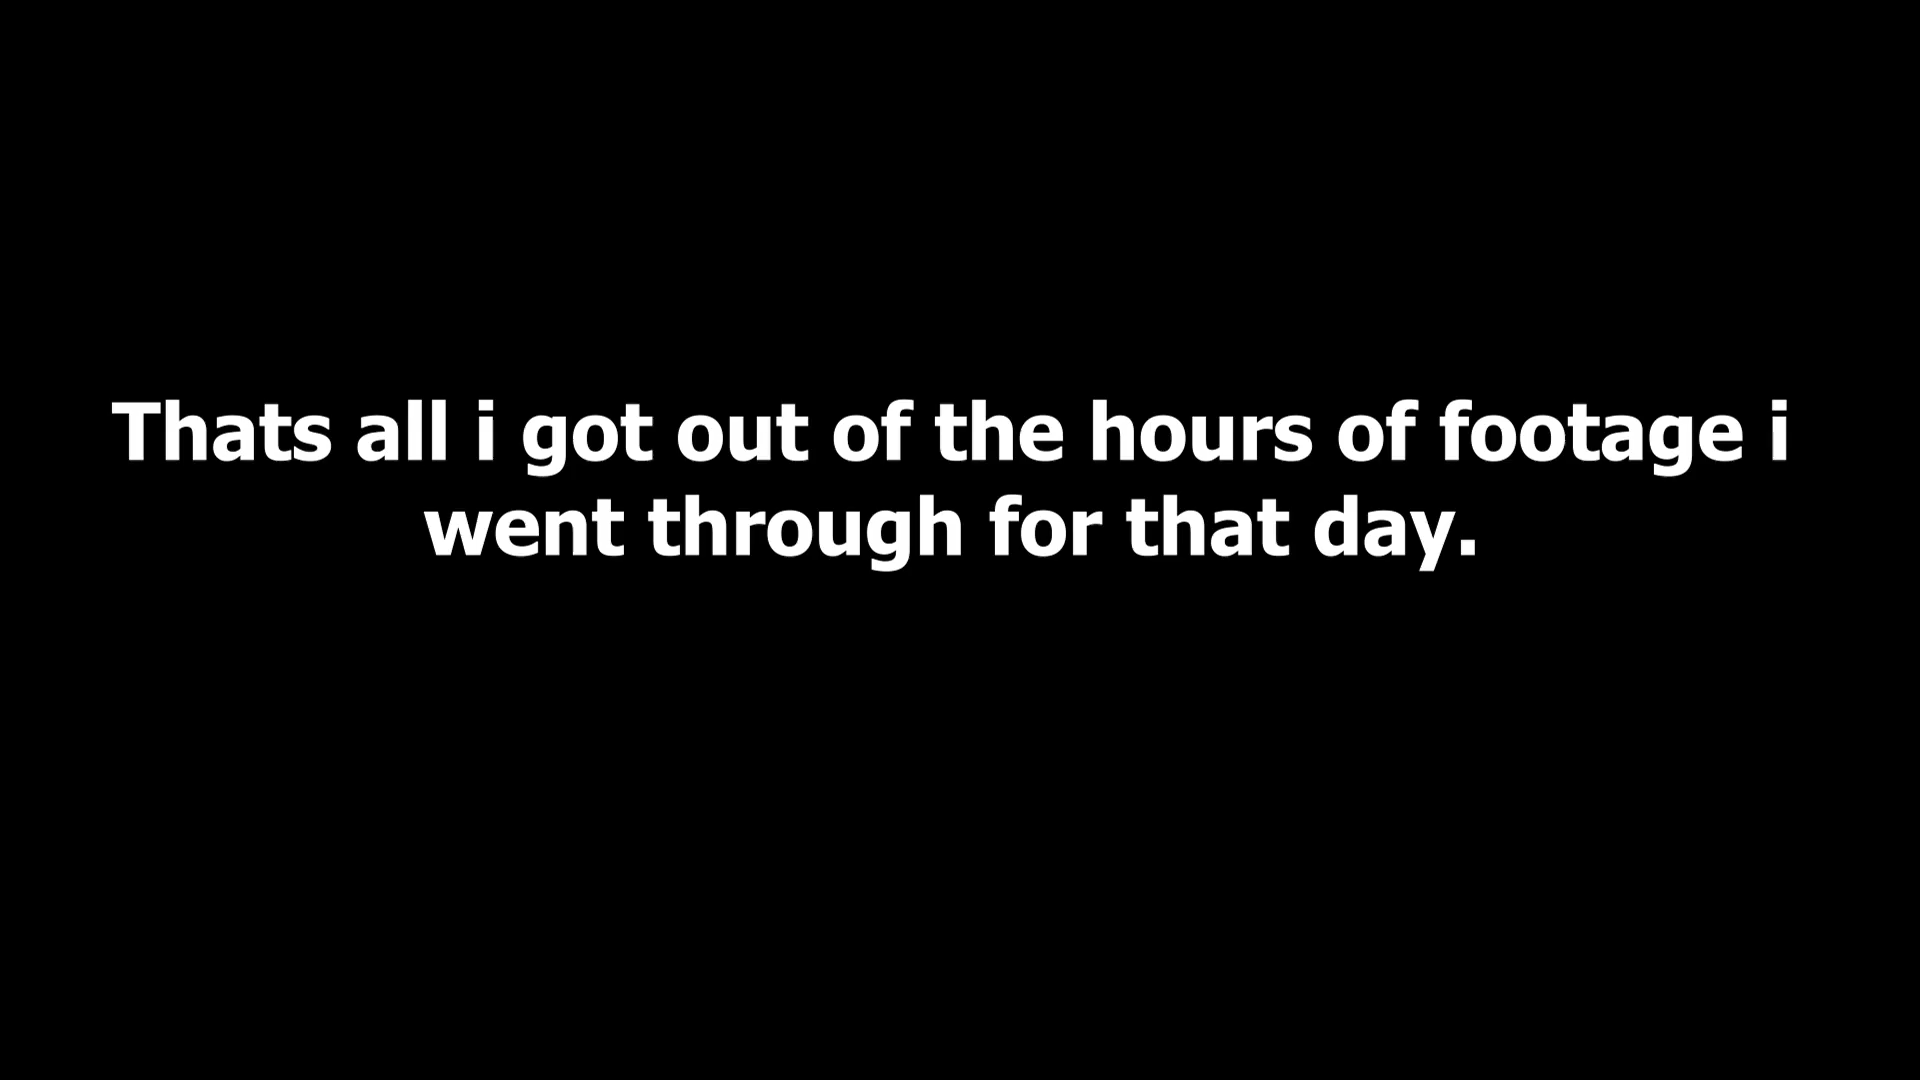 Thats all i got out of the hours of footage i
went through for that day.